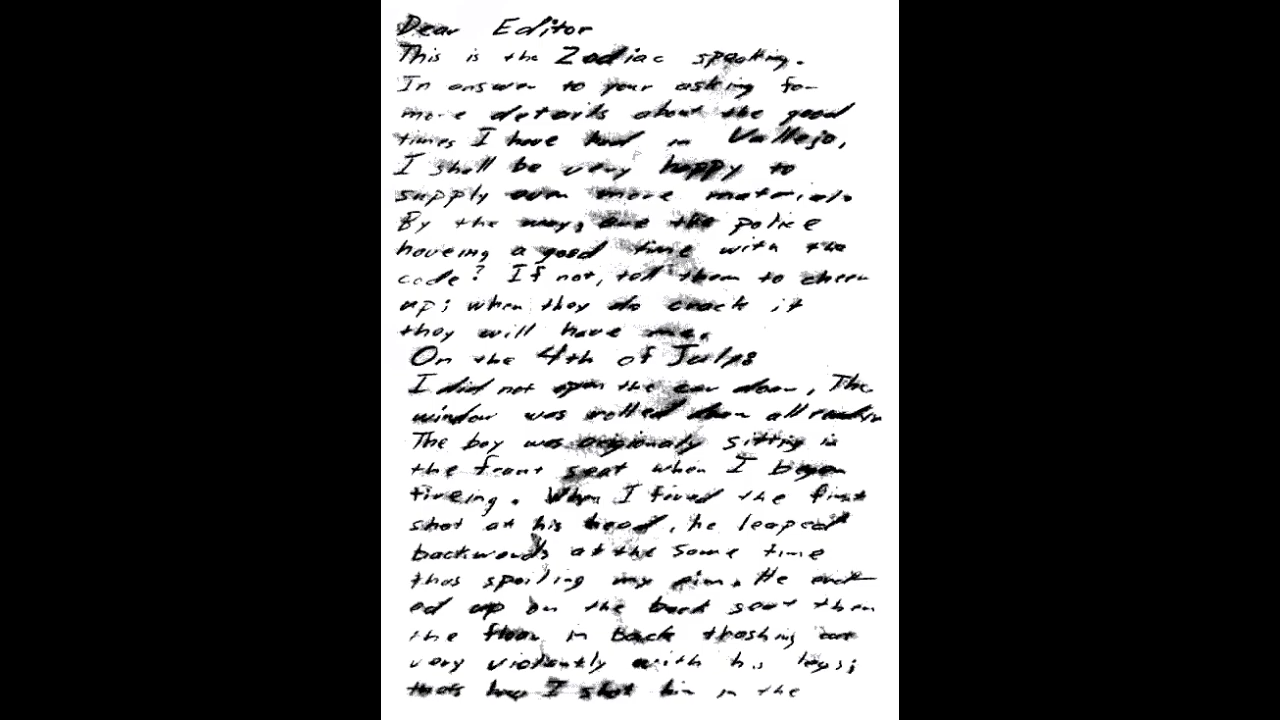 Dear Editor
This is the Zodiac speaking.
In answer to your asking for
more details about the good
times I have had in Vallejo,
I shall be very happy to
supply even more material.
By the way, are the police
haveing a good time with the
code? If not, tell them to cheer
up; when they do crack it
they will have me.
On the 4th of July:
I did not open the car door, The
window was rolled down all ready
The boy was origionaly sitting in
the front seat when I began
fireing. When I fired the first
shot at his head, he leaped
backwards at the same time
thus spoiling my aim. He end-
ed up on the back seat then
the floor in back thashing out
very violently with his legs;
thats how I shot him in the